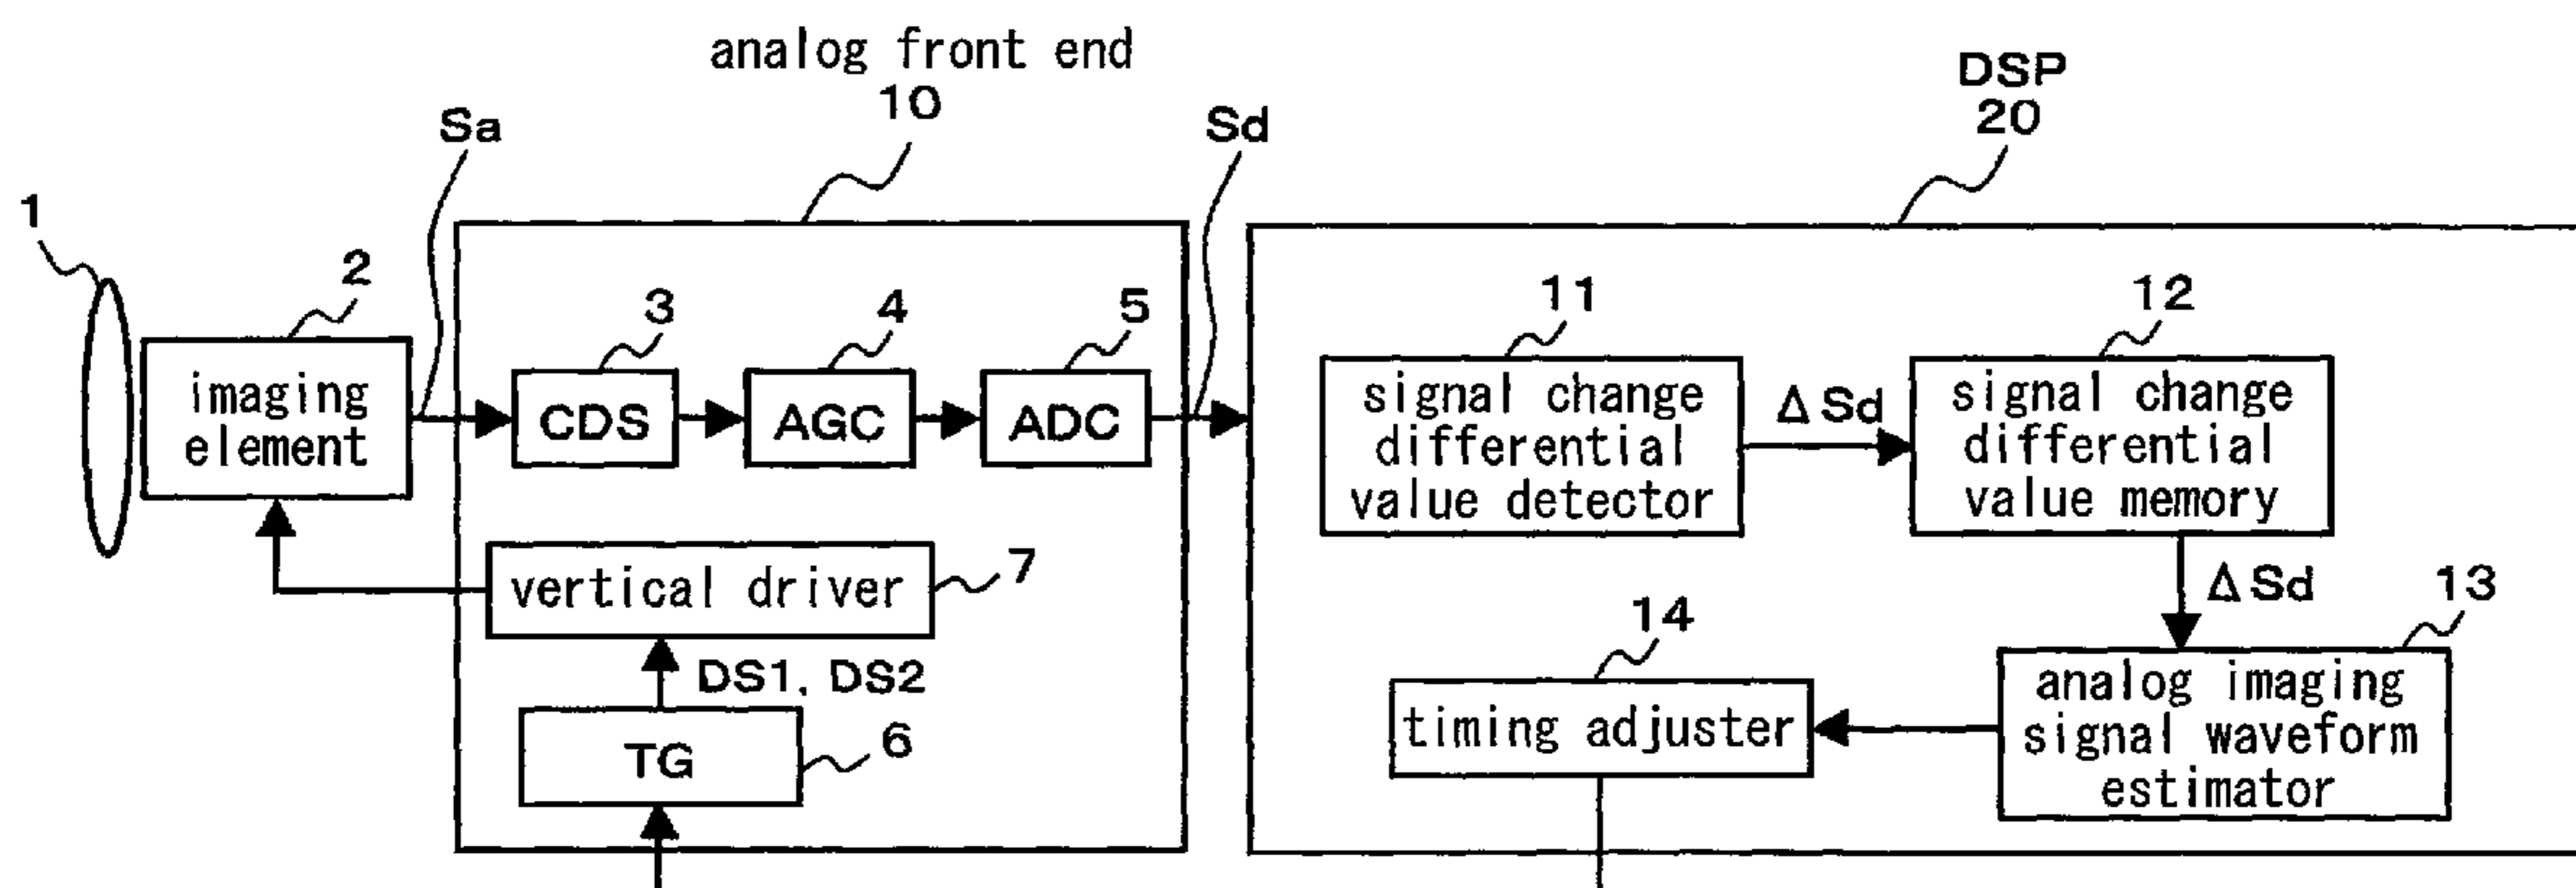 analog front end
10
DSP
20
Sa
Sd
1
2
imaging
element
3
CDS
4
AGC
5
ADC
vertical driver
7
DS1, DS2
TG
6
11
signal change
differential
value detector
ΔSd
12
signal change
differential
value memory
ΔSd
13
analog imaging
signal waveform
estimator
14
timing adjuster